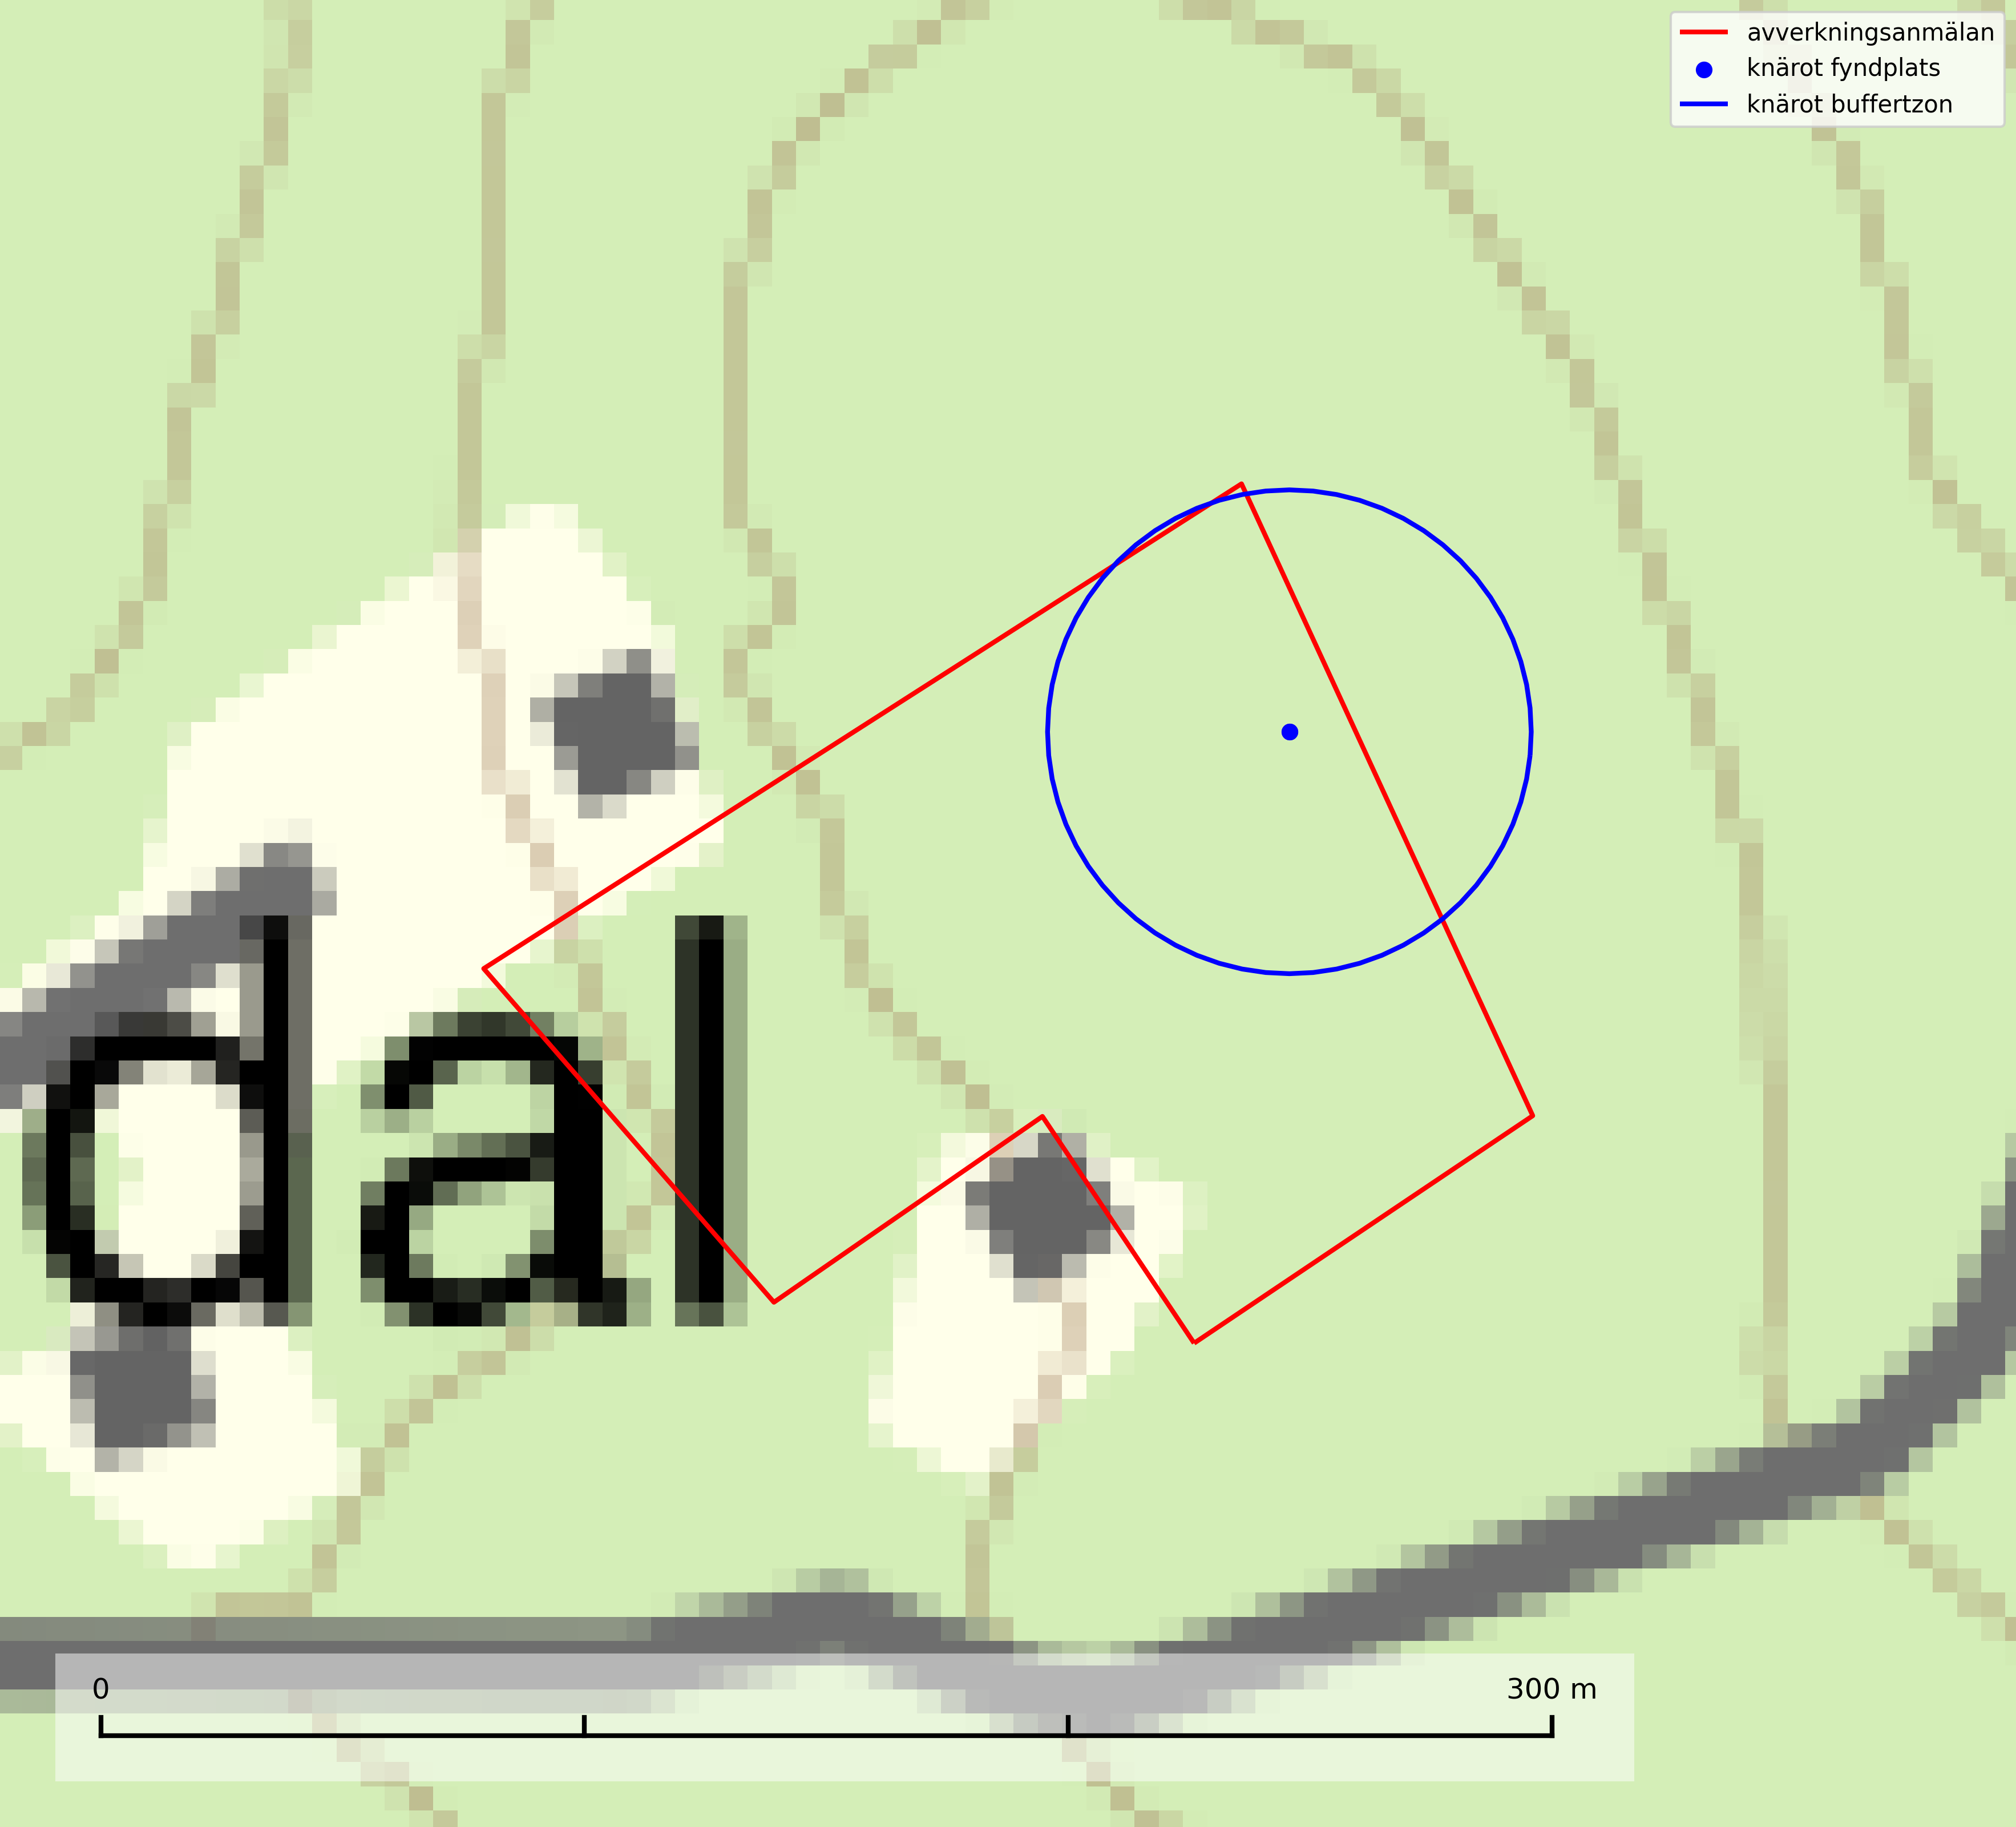 avverkningsanmälan
knärot fyndplats
knärot buffertzon
dal
0 300 m